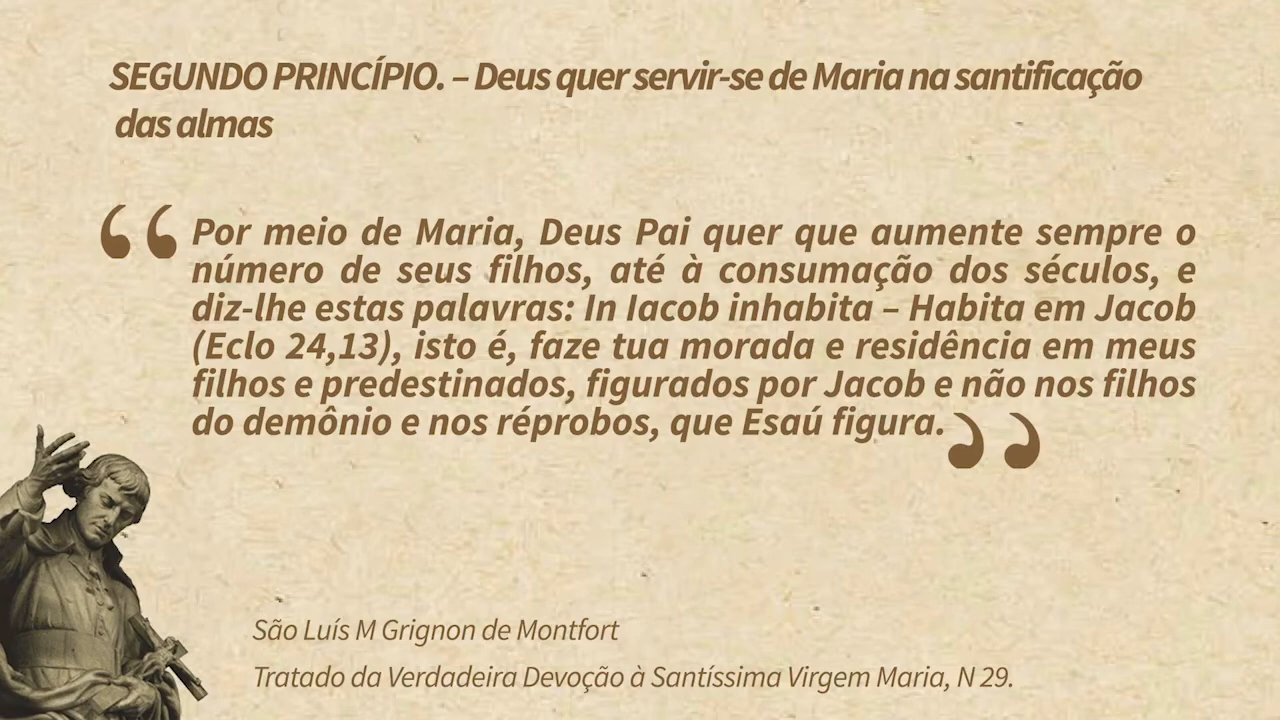 SEGUNDO PRINCÍPIO. – Deus quer servir-se de Maria na santificação
das almas
“ Por meio de Maria, Deus Pai quer que aumente sempre o
número de seus filhos, até à consumação dos séculos, e
diz-lhe estas palavras: In Iacob inhabita – Habita em Jacob
(Eclo 24,13), isto é, faze tua morada e residência em meus
filhos e predestinados, figurados por Jacob e não nos filhos
do demônio e nos réprobos, que Esaú figura. ”
São Luís M Grignon de Montfort
Tratado da Verdadeira Devoção à Santíssima Virgem Maria, N 29.